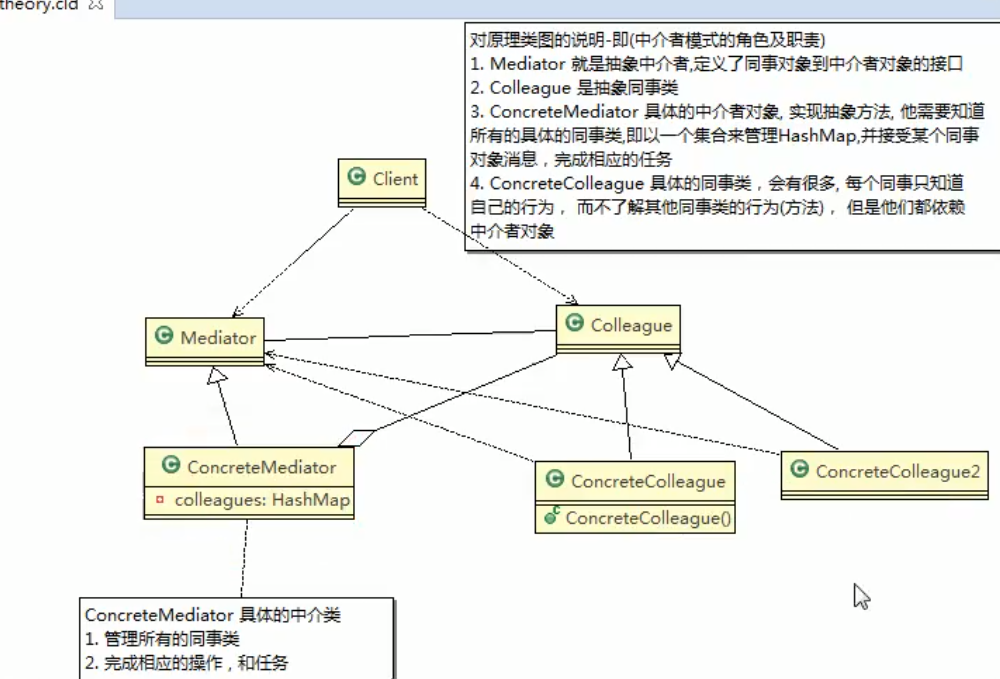 theory.cld
对原理类图的说明-即(中介者模式的角色及职责)
1. Mediator 就是抽象中介者,定义了同事对象到中介者对象的接口
2. Colleague 是抽象同事类
3. ConcreteMediator 具体的中介者对象, 实现抽象方法, 他需要知道
所有的具体的同事类,即以一个集合来管理HashMap,并接受某个同事
对象消息，完成相应的任务
4. ConcreteColleague 具体的同事类，会有很多, 每个同事只知道
自己的行为， 而不了解其他同事类的行为(方法)， 但是他们都依赖
中介者对象
Client
Mediator
Colleague
ConcreteMediator
colleagues: HashMap
ConcreteColleague
ConcreteColleague()
ConcreteColleague2
ConcreteMediator 具体的中介类
1. 管理所有的同事类
2. 完成相应的操作，和任务